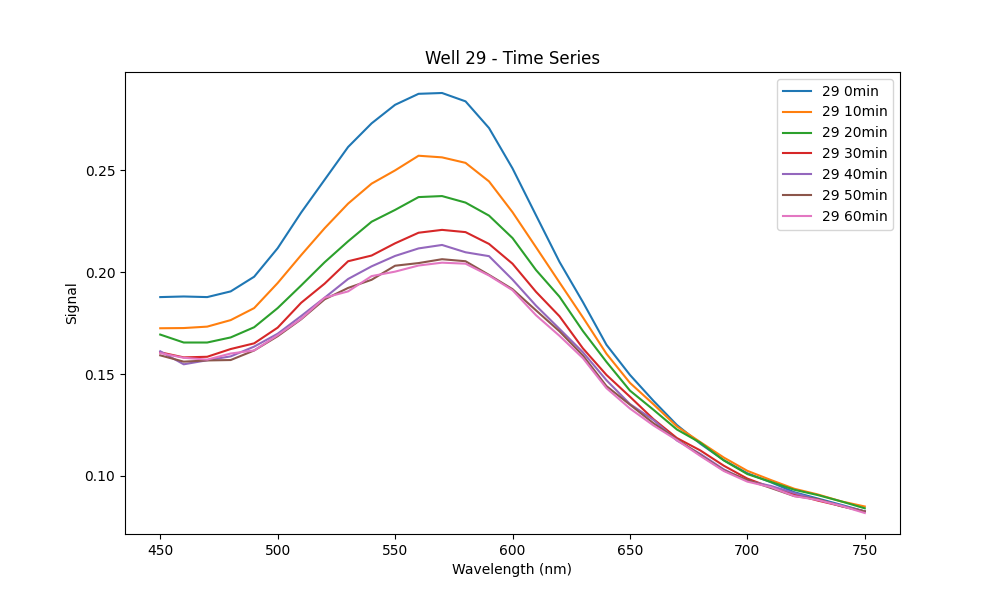 Well 29 - Time Series
29 0min
29 10min
29 20min
29 30min
29 40min
29 50min
29 60min
Signal
0.25
0.20
0.15
0.10
450 500 550 600 650 700 750
Wavelength (nm)